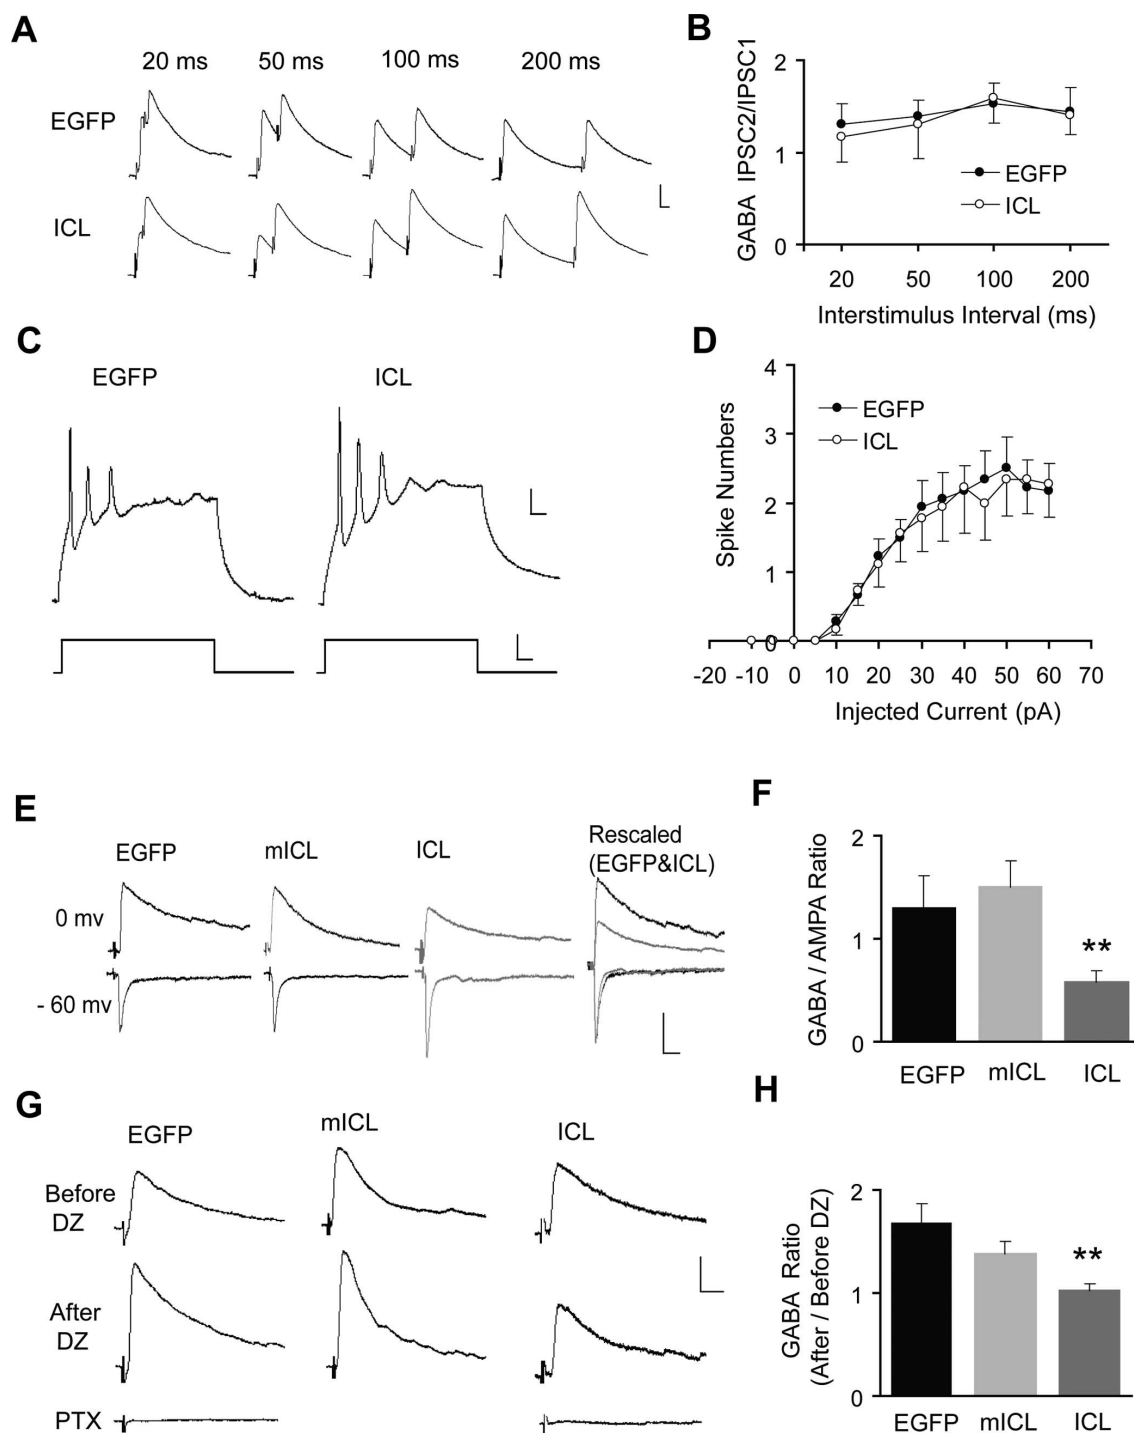 A
20 ms 50 ms 100 ms 200 ms
EGFP
ICL
B
GABA IPSC2/IPSC1
2
1
0
EGFP
ICL
20 50 100 200
Interstimulus Interval (ms)
C
EGFP ICL
D
Spike Numbers
4
3
2
1
0
EGFP
ICL
-20 -10 0 10 20 30 40 50 60 70
Injected Current (pA)
E
EGFP mICL ICL Rescaled
(EGFP&ICL)
0 mv
- 60 mv
F
GABA / AMPA Ratio
2
1
0
**
EGFP mICL ICL
G
EGFP mICL ICL
Before
DZ
After
DZ
PTX
H
GABA Ratio
(After / Before DZ)
2
1
0
**
EGFP mICL ICL